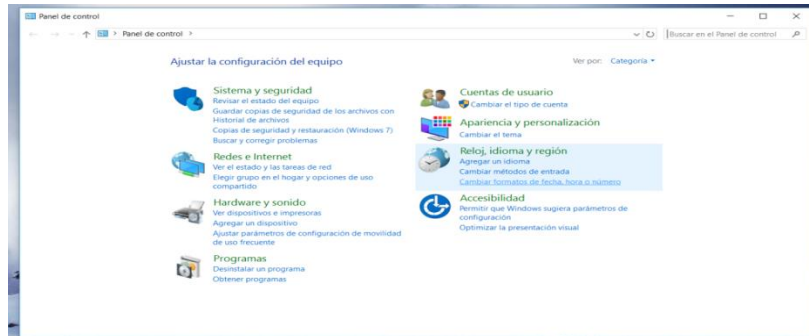 Panel de control
Panel de control
Buscar en el Panel de control
Ajustar la configuración del equipo
Ver por: Categoría
Sistema y seguridad
Revisar el estado del equipo
Guardar copias de seguridad de los archivos con
Historial de archivos
Copias de seguridad y restauración (Windows 7)
Buscar y corregir problemas
Redes e Internet
Ver el estado y las tareas de red
Elegir grupo en el hogar y opciones de uso
compartido
Hardware y sonido
Ver dispositivos e impresoras
Agregar un dispositivo
Ajustar parámetros de configuración de movilidad
de uso frecuente
Programas
Desinstalar un programa
Obtener programas
Cuentas de usuario
Cambiar el tipo de cuenta
Apariencia y personalización
Cambiar el tema
Reloj, idioma y región
Agregar un idioma
Cambiar métodos de entrada
Cambiar formatos de fecha, hora o número
Accesibilidad
Permitir que Windows sugiera parámetros de
configuración
Optimizar la presentación visual